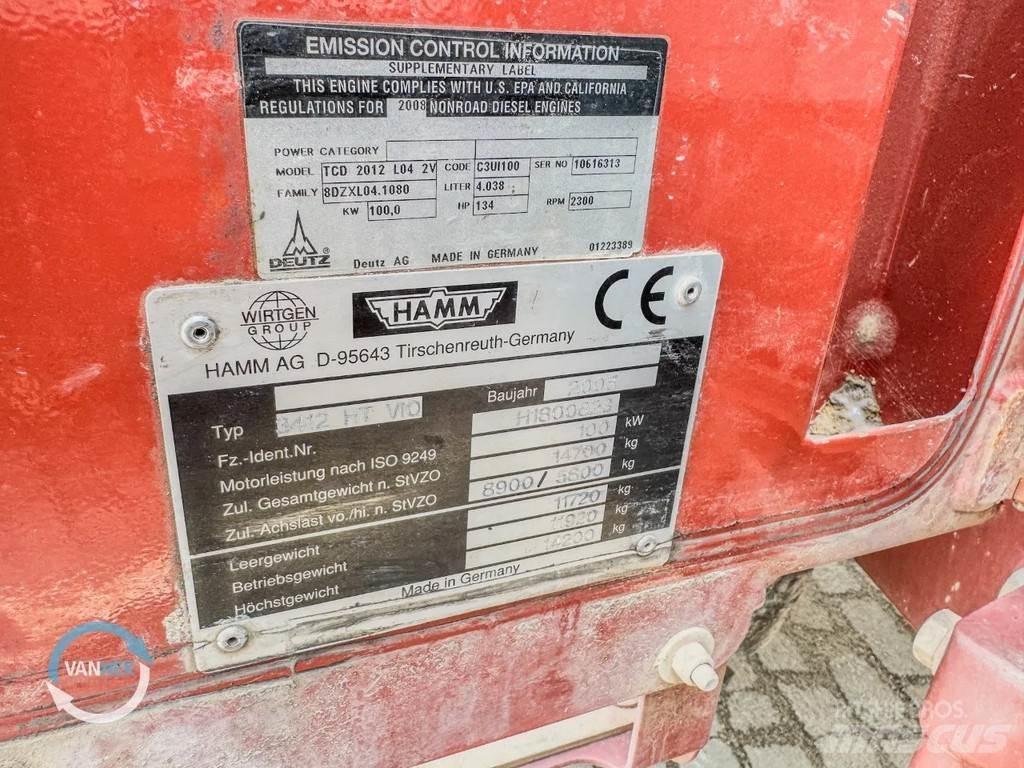 EMISSION CONTROL INFORMATION
SUPPLEMENTARY LABEL
THIS ENGINE COMPLIES WITH U.S. EPA AND CALIFORNIA
REGULATIONS FOR 2008 NONROAD DIESEL ENGINES
POWER CATEGORY
MODEL TCD 2012 L04 2V CODE C3UI100 SER NO 10616313
FAMILY 8DZXL04.1080 LITER 4.038
KW 100,0 HP 134 RPM 2300
DEUTZ ® Deutz AG MADE IN GERMANY 01223389
WIRTGEN GROUP HAMM CE
HAMM AG D-95643 Tirschenreuth-Germany
Typ 3412 HT VIO Baujahr
Fz.-Ident.Nr.
Motorleistung nach ISO 9249 100 kW
Zul. Gesamtgewicht n. StVZO 14700 kg
Zul.-Achslast vo./hi. n. StVZO 8900/5800 kg
Leergewicht 11720 kg
Betriebsgewicht 11920 kg
Höchstgewicht 14200 kg
Made in Germany